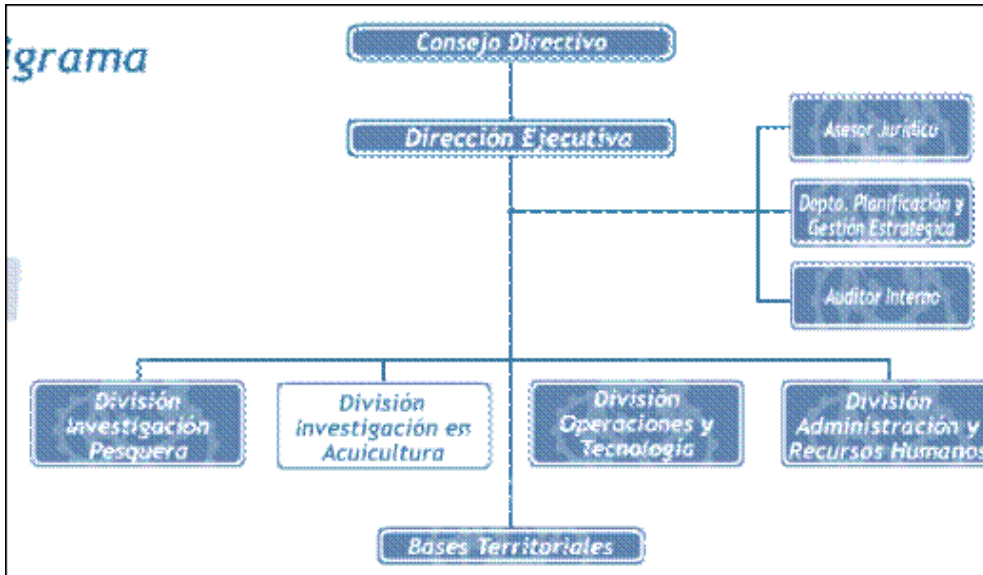 igrama
Consejo Directivo
Dirección Ejecutiva
Asesor Jurídico
Depto. Planificación y
Gestión Estratégica
Auditor Interno
División
Investigación
Pesquera
División
Investigación en
Acuicultura
División
Operaciones y
Tecnología
División
Administración y
Recursos Humanos
Bases Territoriales